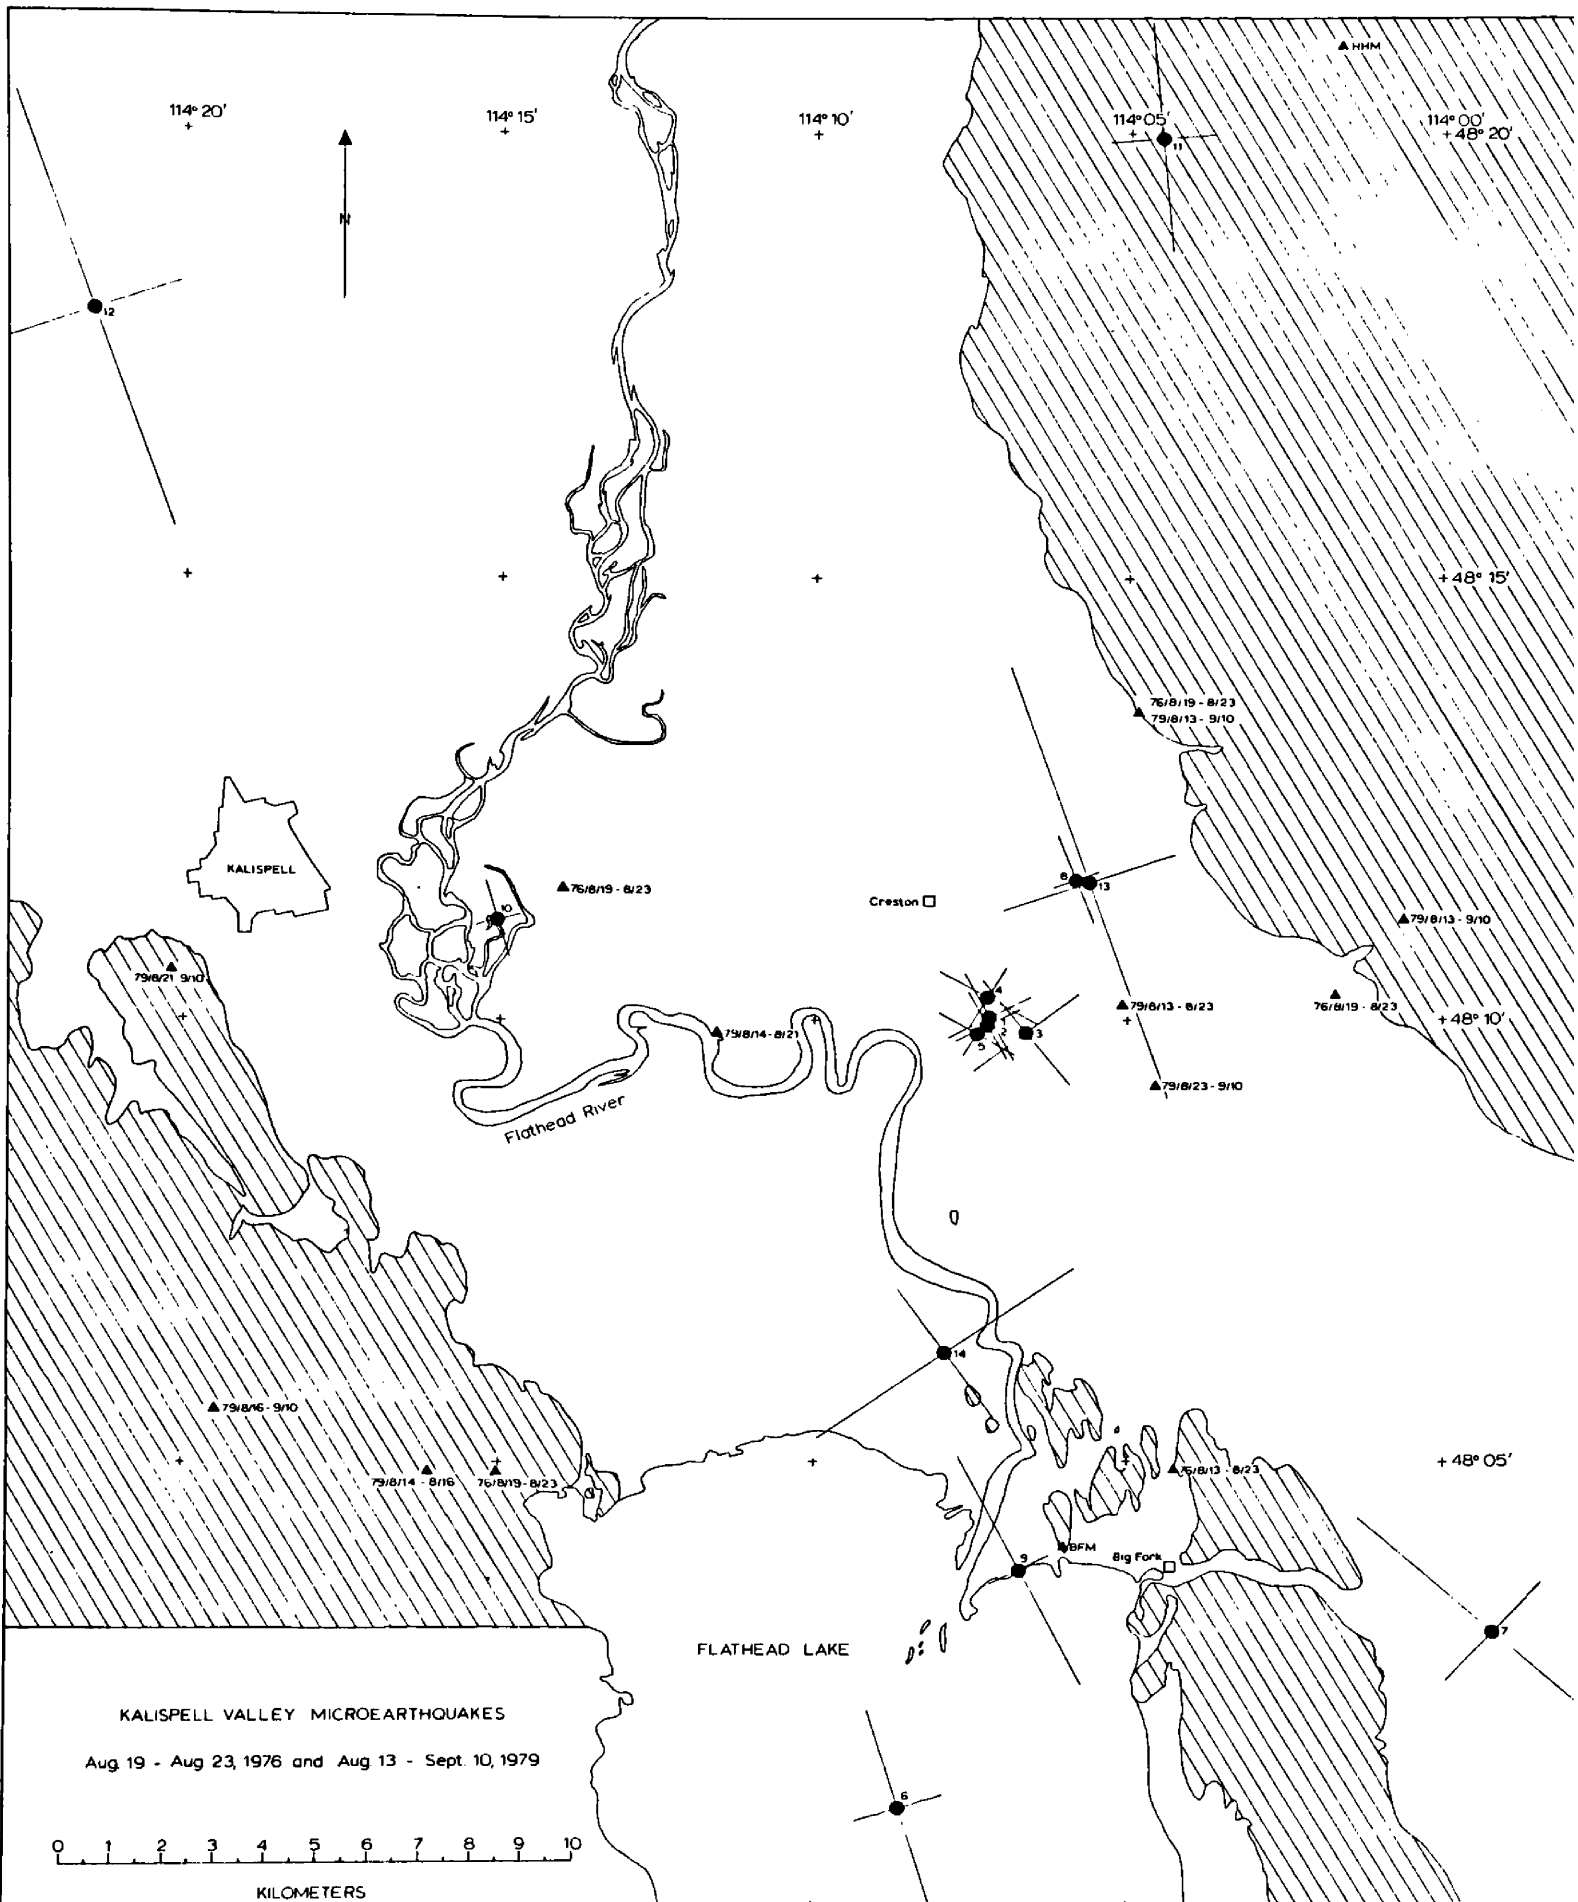 HHM
114° 20'
114° 15'
114° 10'
114° 05'
114° 00'
48° 20'
11
N
12
48° 15'
76/8/19 - 8/23
79/8/13 - 9/10
KALISPELL
76/8/19 - 8/23
10
Creston
8
13
79/8/13 - 9/10
79/8/21 9/10
4
1
2
3
5
79/8/13 - 8/23
76/8/19 - 8/23
48° 10'
79/8/14 - 8/21
79/8/23 - 9/10
Flathead River
14
79/8/16 - 9/10
79/8/14 - 8/16
76/8/19 - 8/23
48° 05'
BFM
Big Fork
9
7
FLATHEAD LAKE
KALISPELL VALLEY MICROEARTHQUAKES
Aug. 19 - Aug 23, 1976 and Aug. 13 - Sept. 10, 1979
6
0 1 2 3 4 5 6 7 8 9 10
KILOMETERS